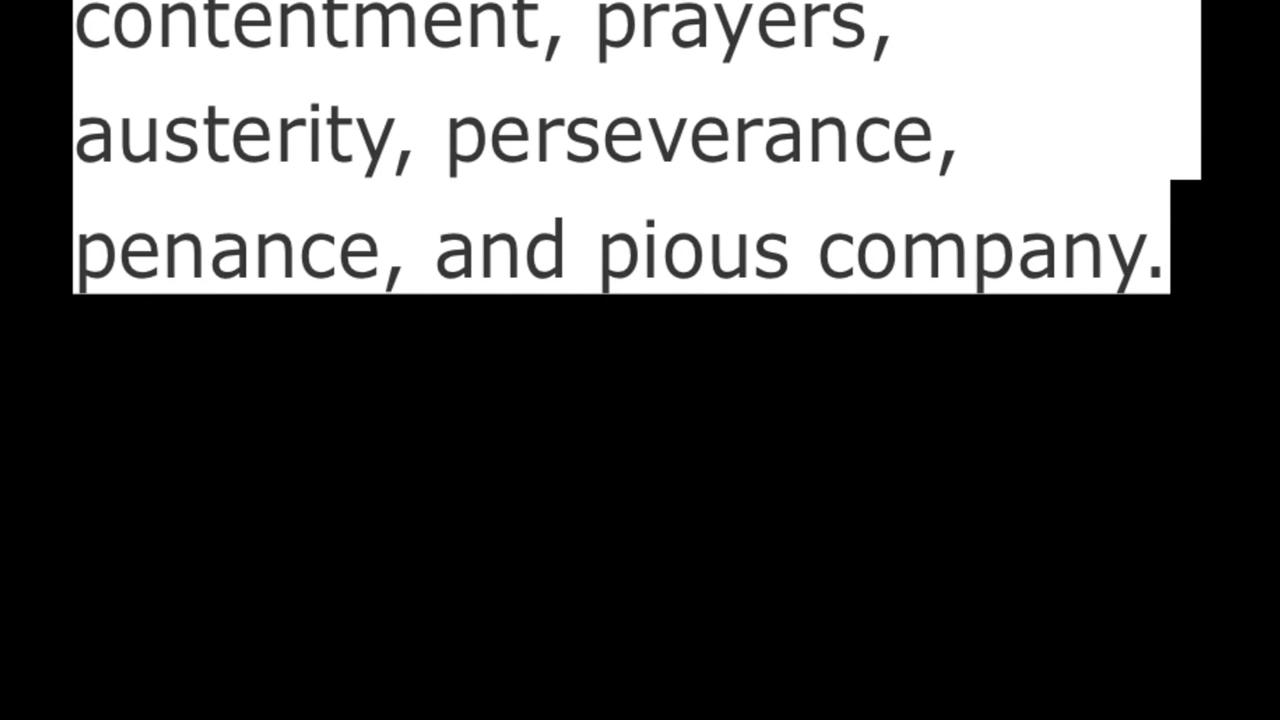 contentment, prayers,
austerity, perseverance,
penance, and pious company.